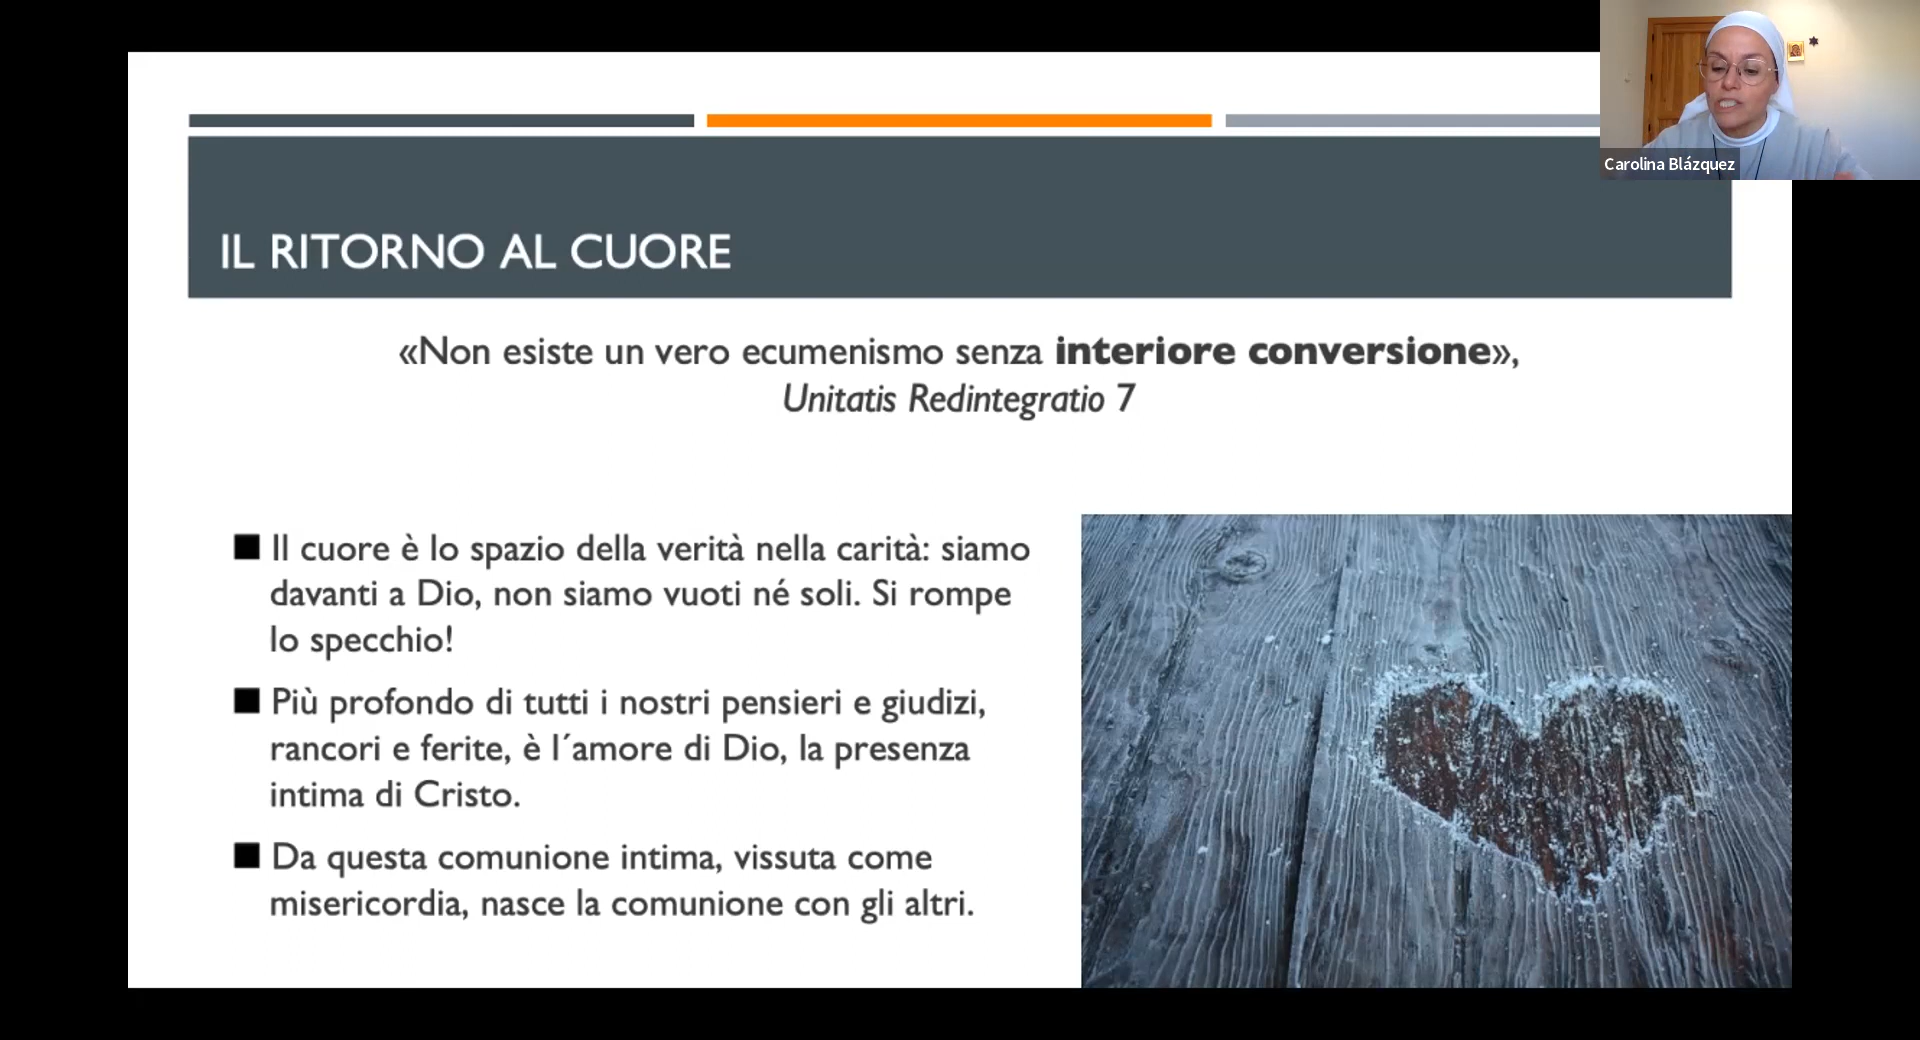 Carolina Blázquez
IL RITORNO AL CUORE
«Non esiste un vero ecumenismo senza interiore conversione»,
Unitatis Redintegratio 7
Il cuore è lo spazio della verità nella carità: siamo
davanti a Dio, non siamo vuoti né soli. Si rompe
lo specchio!
Più profondo di tutti i nostri pensieri e giudizi,
rancori e ferite, è l´amore di Dio, la presenza
intima di Cristo.
Da questa comunione intima, vissuta come
misericordia, nasce la comunione con gli altri.